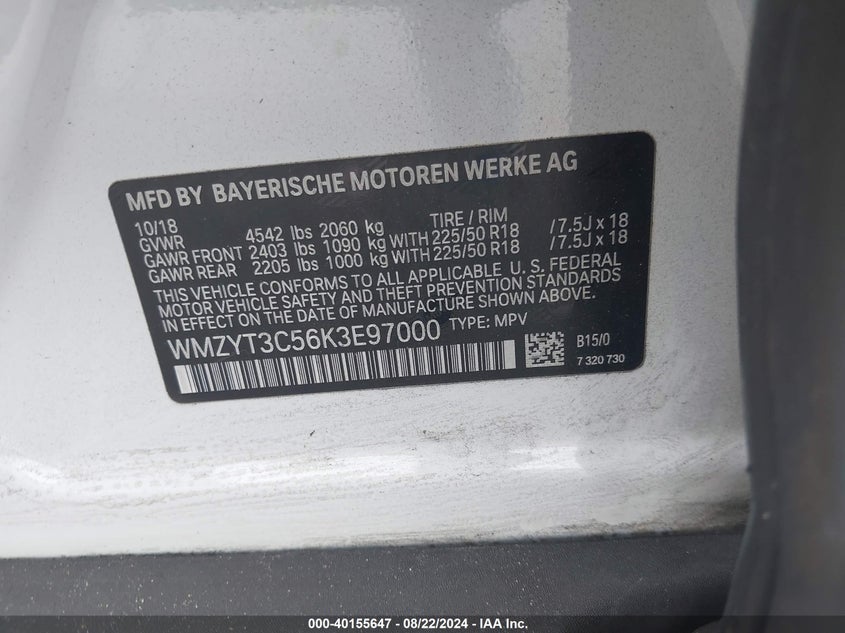 MFD BY BAYERISCHE MOTOREN WERKE AG
10/18 TIRE / RIM
GVWR 4542 lbs 2060 kg
GAWR FRONT 2403 lbs 1090 kg WITH 225/50 R18 / 7.5J x 18
GAWR REAR 2205 lbs 1000 kg WITH 225/50 R18 / 7.5J x 18
THIS VEHICLE CONFORMS TO ALL APPLICABLE U. S. FEDERAL
MOTOR VEHICLE SAFETY AND THEFT PREVENTION STANDARDS
IN EFFECT ON THE DATE OF MANUFACTURE SHOWN ABOVE.
WMZYT3C56K3E97000 TYPE: MPV B15/0
7 320 730
000-40155647 - 08/22/2024 - IAA Inc.